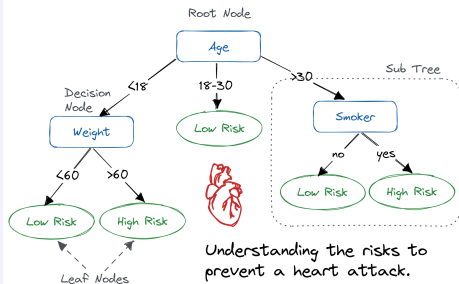 Root Node
Age
<18
18-30
>30
Sub Tree
Decision
Node
Weight
Low Risk
Smoker
<60
>60
no
yes
Low Risk
High Risk
Low Risk
High Risk
Leaf Nodes
Understanding the risks to
prevent a heart attack.